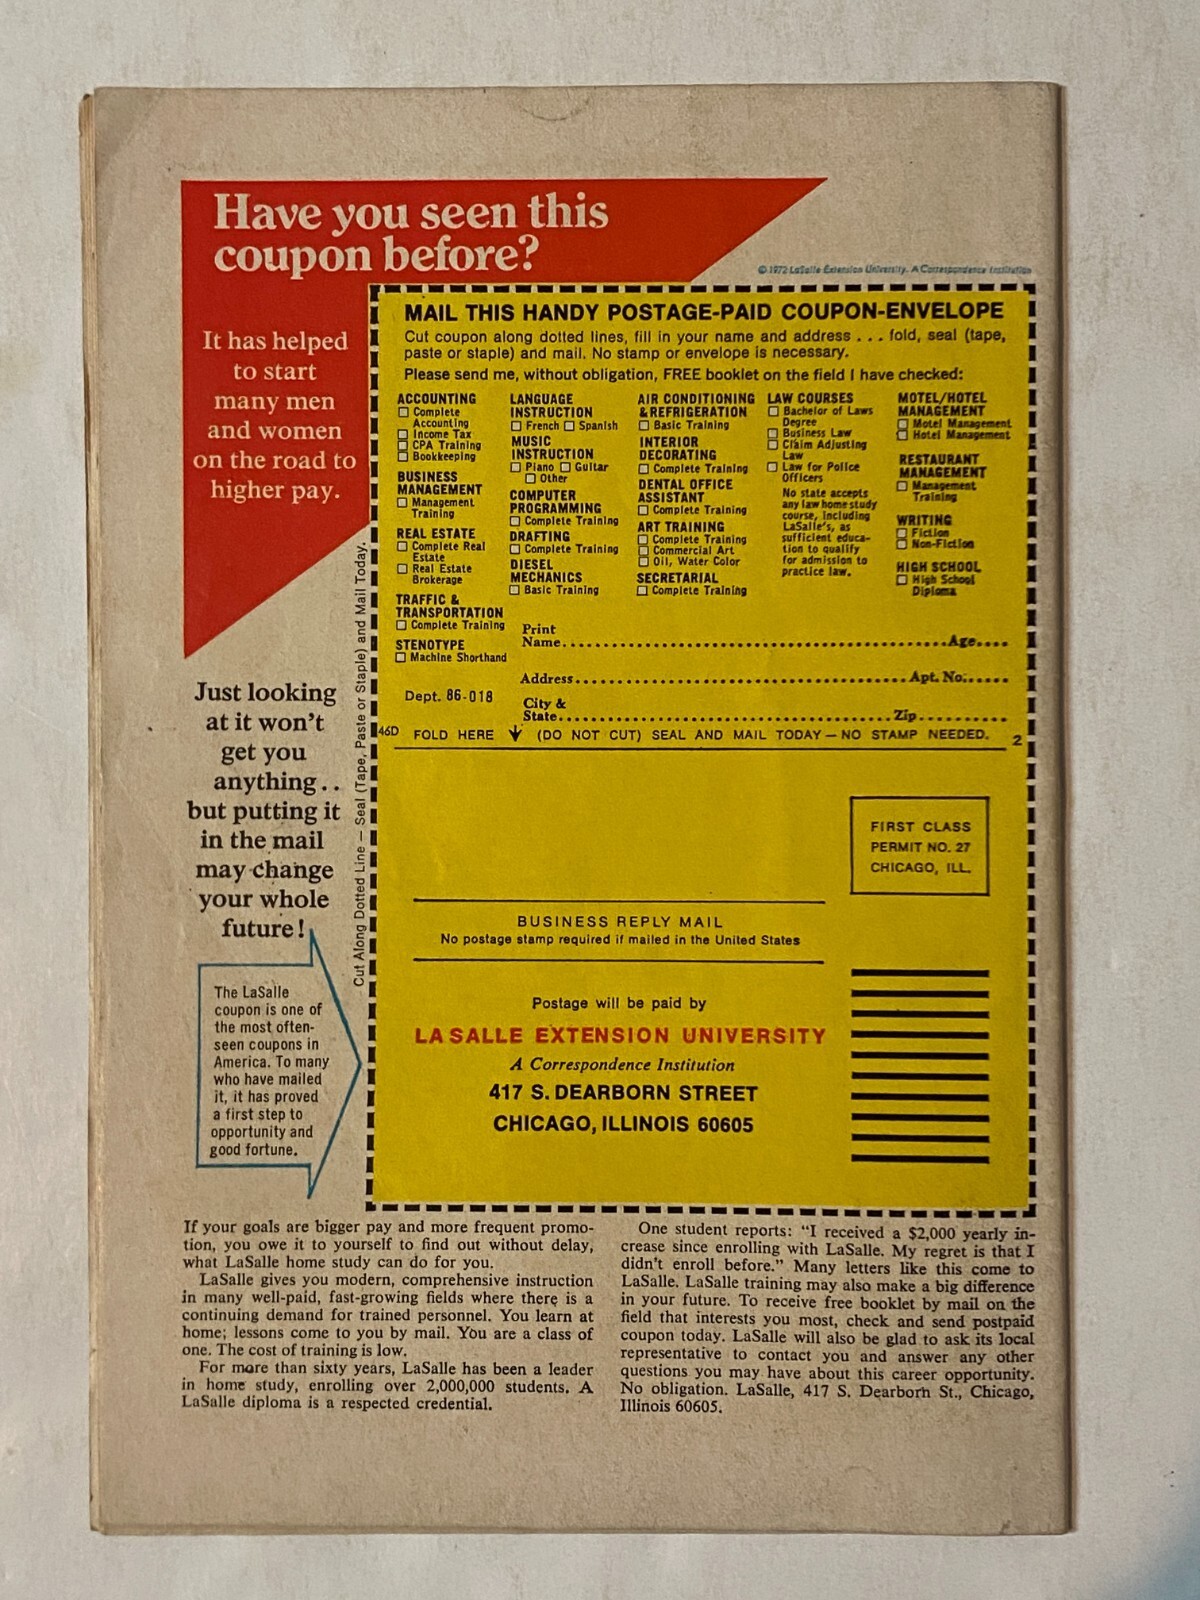 Have you seen this
coupon before?
© 1972 LaSalle Extension University. A Correspondence Institution
It has helped
to start
many men
and women
on the road to
higher pay.
Just looking
at it won't
get you
anything..
but putting it
in the mail
may change
your whole
future!
The LaSalle
coupon is one of
the most often-
seen coupons in
America. To many
who have mailed
it, it has proved
a first step to
opportunity and
good fortune.
Cut Along Dotted Line — Seal (Tape, Paste or Staple) and Mail Today.
MAIL THIS HANDY POSTAGE-PAID COUPON-ENVELOPE
Cut coupon along dotted lines, fill in your name and address . . . fold, seal (tape,
paste or staple) and mail. No stamp or envelope is necessary.
Please send me, without obligation, FREE booklet on the field I have checked:
ACCOUNTING
Complete
Accounting
Income Tax
CPA Training
Bookkeeping
BUSINESS
MANAGEMENT
Management
Training
REAL ESTATE
Complete Real
Estate
Real Estate
Brokerage
TRAFFIC &
TRANSPORTATION
Complete Training
STENOTYPE
Machine Shorthand
LANGUAGE
INSTRUCTION
French Spanish
MUSIC
INSTRUCTION
Piano Guitar
Other
COMPUTER
PROGRAMMING
Complete Training
DRAFTING
Complete Training
DIESEL
MECHANICS
Basic Training
AIR CONDITIONING
& REFRIGERATION
Basic Training
INTERIOR
DECORATING
Complete Training
DENTAL OFFICE
ASSISTANT
Complete Training
ART TRAINING
Complete Training
Commercial Art
Oil, Water Color
SECRETARIAL
Complete Training
LAW COURSES
Bachelor of Laws
Degree
Business Law
Claim Adjusting
Law
Law for Police
Officers
No state accepts
any law home study
course, including
LaSalle's, as
sufficient educa-
tion to qualify
for admission to
practice law.
MOTEL/HOTEL
MANAGEMENT
Motel Management
Hotel Management
RESTAURANT
MANAGEMENT
Management
Training
WRITING
Fiction
Non-Fiction
HIGH SCHOOL
High School
Diploma
Print
Name Age
Address Apt. No.
Dept. 86-018
City &
State Zip
46D FOLD HERE (DO NOT CUT) SEAL AND MAIL TODAY — NO STAMP NEEDED. 2
FIRST CLASS
PERMIT NO. 27
CHICAGO, ILL.
BUSINESS REPLY MAIL
No postage stamp required if mailed in the United States
Postage will be paid by
LA SALLE EXTENSION UNIVERSITY
A Correspondence Institution
417 S. DEARBORN STREET
CHICAGO, ILLINOIS 60605
If your goals are bigger pay and more frequent promo-
tion, you owe it to yourself to find out without delay,
what LaSalle home study can do for you.
LaSalle gives you modern, comprehensive instruction
in many well-paid, fast-growing fields where there is a
continuing demand for trained personnel. You learn at
home; lessons come to you by mail. You are a class of
one. The cost of training is low.
For more than sixty years, LaSalle has been a leader
in home study, enrolling over 2,000,000 students. A
LaSalle diploma is a respected credential.
One student reports: "I received a $2,000 yearly in-
crease since enrolling with LaSalle. My regret is that I
didn't enroll before." Many letters like this come to
LaSalle. LaSalle training may also make a big difference
in your future. To receive free booklet by mail on the
field that interests you most, check and send postpaid
coupon today. LaSalle will also be glad to ask its local
representative to contact you and answer any other
questions you may have about this career opportunity.
No obligation. LaSalle, 417 S. Dearborn St., Chicago,
Illinois 60605.